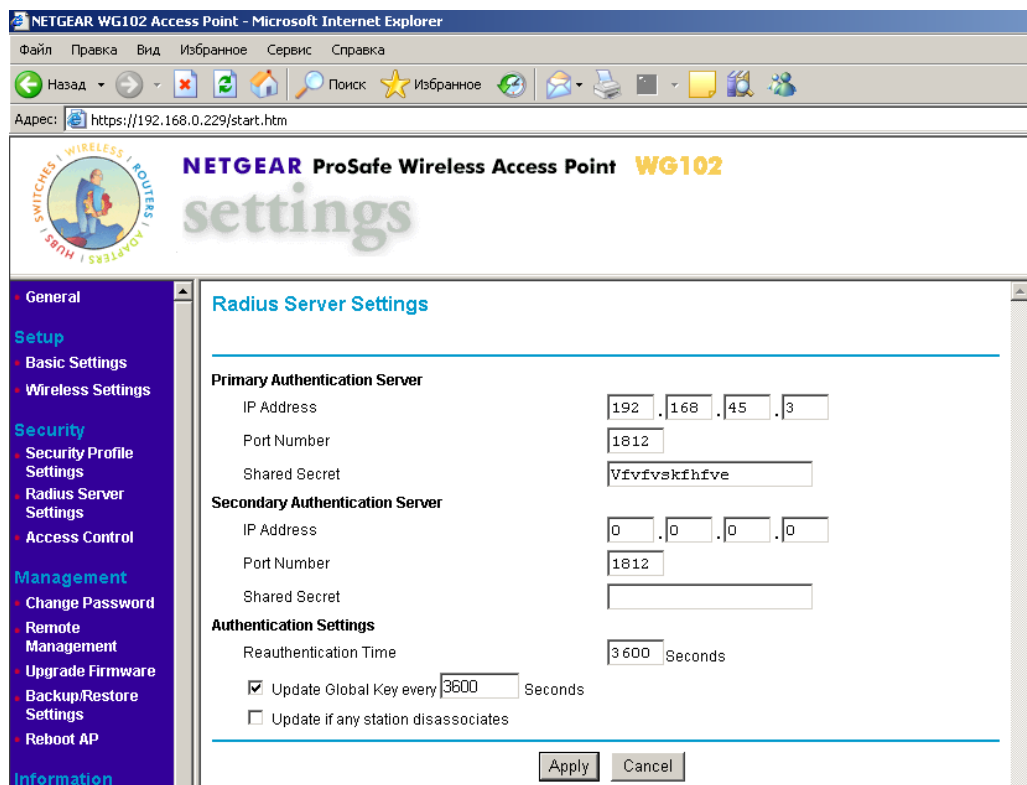 NETGEAR WG102 Access Point - Microsoft Internet Explorer
Файл Правка Вид Избранное Сервис Справка
Назад Поиск Избранное
Адрес: https://192.168.0.229/start.htm
WIRELESS | ROUTERS | ADAPTERS | HUBS | SWITCHES |
NETGEAR ProSafe Wireless Access Point WG102
settings
General
Setup
Basic Settings
Wireless Settings
Security
Security Profile
Settings
Radius Server
Settings
Access Control
Management
Change Password
Remote
Management
Upgrade Firmware
Backup/Restore
Settings
Reboot AP
Information
Radius Server Settings
Primary Authentication Server
IP Address 192 . 168 . 45 . 3
Port Number 1812
Shared Secret Vfvfvskfhfve
Secondary Authentication Server
IP Address 0 . 0 . 0 . 0
Port Number 1812
Shared Secret
Authentication Settings
Reauthentication Time 3600 Seconds
Update Global Key every 3600 Seconds
Update if any station disassociates
Apply Cancel